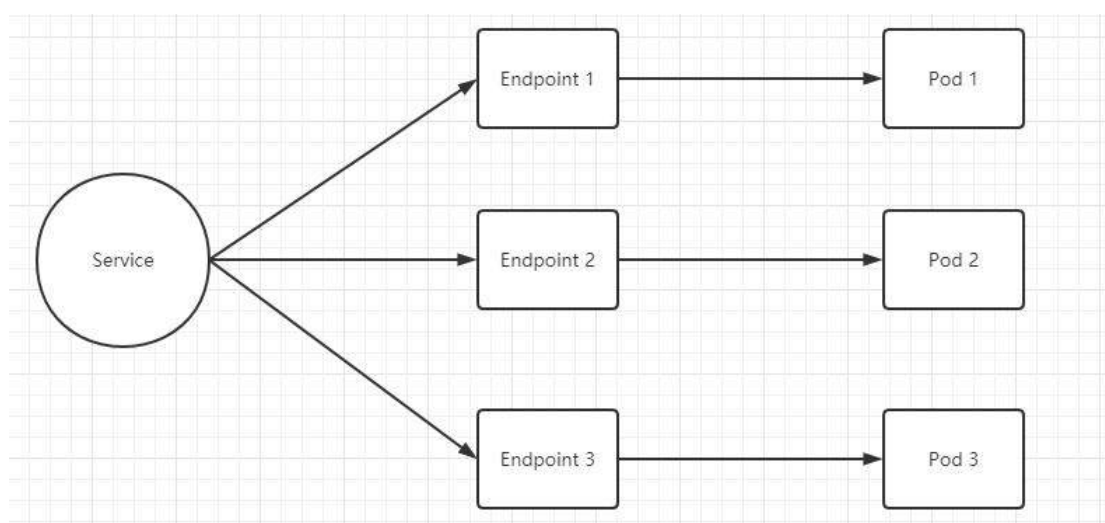 Endpoint 1
Pod 1
Service
Endpoint 2
Pod 2
Endpoint 3
Pod 3